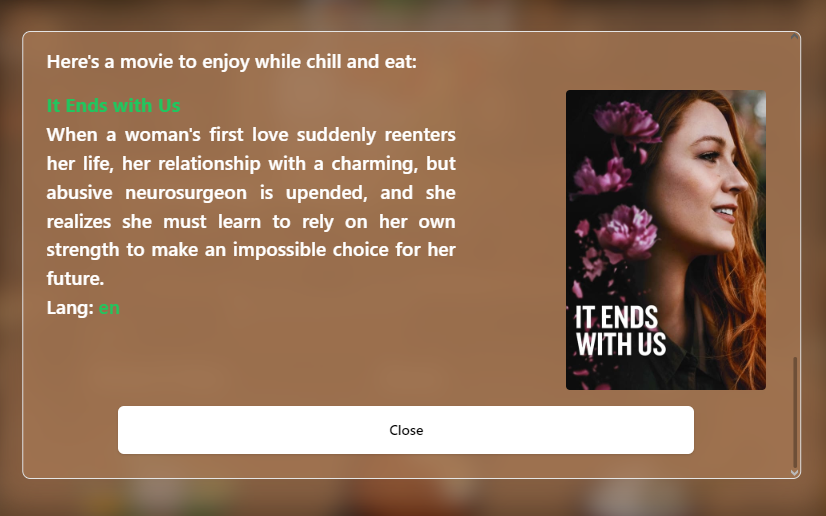 Here's a movie to enjoy while chill and eat:
It Ends with Us
When a woman's first love suddenly reenters
her life, her relationship with a charming, but
abusive neurosurgeon is upended, and she
realizes she must learn to rely on her own
strength to make an impossible choice for her
future.
Lang: en
IT ENDS
WITH US
Close